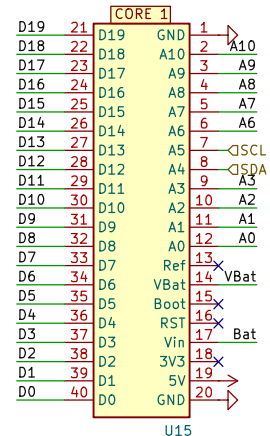 CORE 1
D19 21 D19 GND 1
D18 22 D18 A10 2 A10
D17 23 D17 A9 3 A9
D16 24 D16 A8 4 A8
D15 25 D15 A7 5 A7
D14 26 D14 A6 6 A6
D13 27 D13 A5 7 SCL
D12 28 D12 A4 8 SDA
D11 29 D11 A3 9 A3
D10 30 D10 A2 10 A2
D9 31 D9 A1 11 A1
D8 32 D8 A0 12 A0
D7 33 D7 Ref 13
D6 34 D6 VBat 14 VBat
D5 35 D5 Boot 15
D4 36 D4 RST 16
D3 37 D3 Vin 17 Bat
D2 38 D2 3V3 18
D1 39 D1 5V 19
D0 40 D0 GND 20
U15